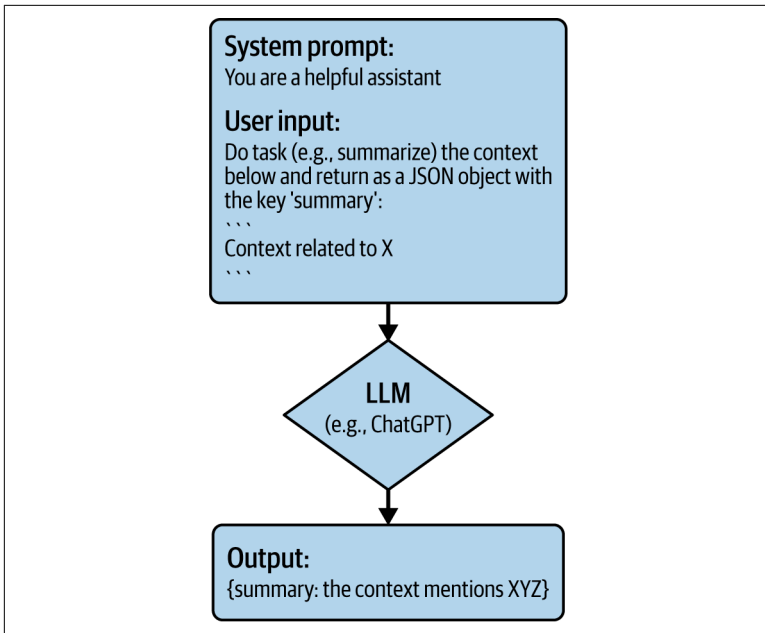 System prompt:
You are a helpful assistant
User input:
Do task (e.g., summarize) the context
below and return as a JSON object with
the key 'summary':
```
Context related to X
```
LLM
(e.g., ChatGPT)
Output:
{summary: the context mentions XYZ}